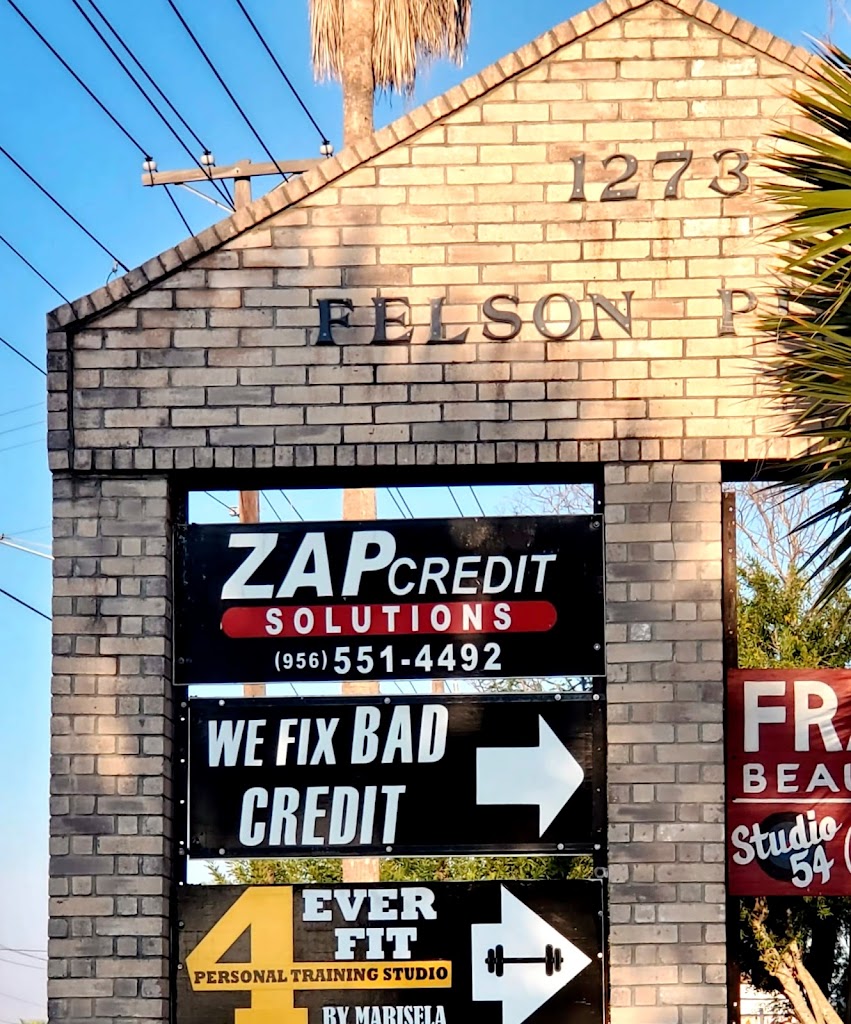 1273
FELSON
ZAP CREDIT
SOLUTIONS
(956) 551-4492
WE FIX BAD
CREDIT
4 EVER
FIT
PERSONAL TRAINING STUDIO
BY MARISELA
Studio
54